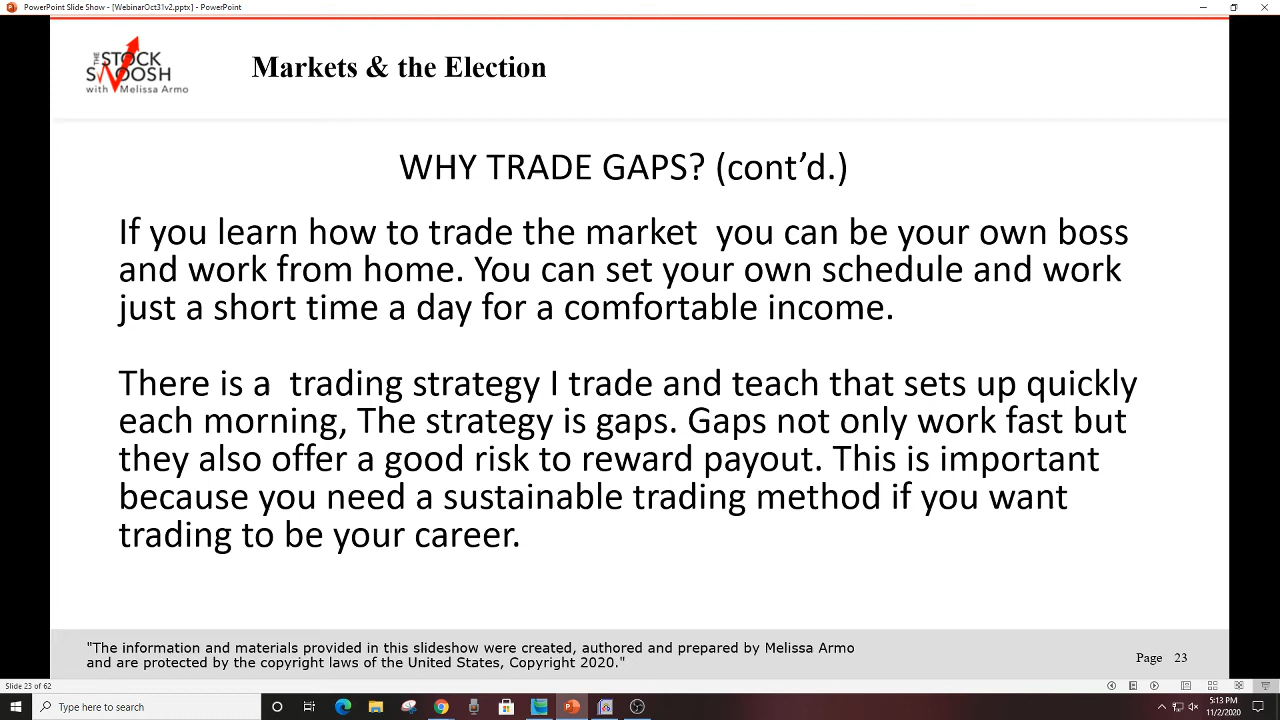 PowerPoint Slide Show - [WebinarOct31v2.pptx] - PowerPoint
THE
STOCK
SWOOSH
with Melissa Armo
Markets & the Election
WHY TRADE GAPS? (cont’d.)
If you learn how to trade the market  you can be your own boss
and work from home. You can set your own schedule and work
just a short time a day for a comfortable income.
There is a  trading strategy I trade and teach that sets up quickly
each morning, The strategy is gaps. Gaps not only work fast but
they also offer a good risk to reward payout. This is important
because you need a sustainable trading method if you want
trading to be your career.
"The information and materials provided in this slideshow were created, authored and prepared by Melissa Armo
and are protected by the copyright laws of the United States, Copyright 2020."
Page 23
Slide 23 of 62
Type here to search
5:13 PM
11/2/2020